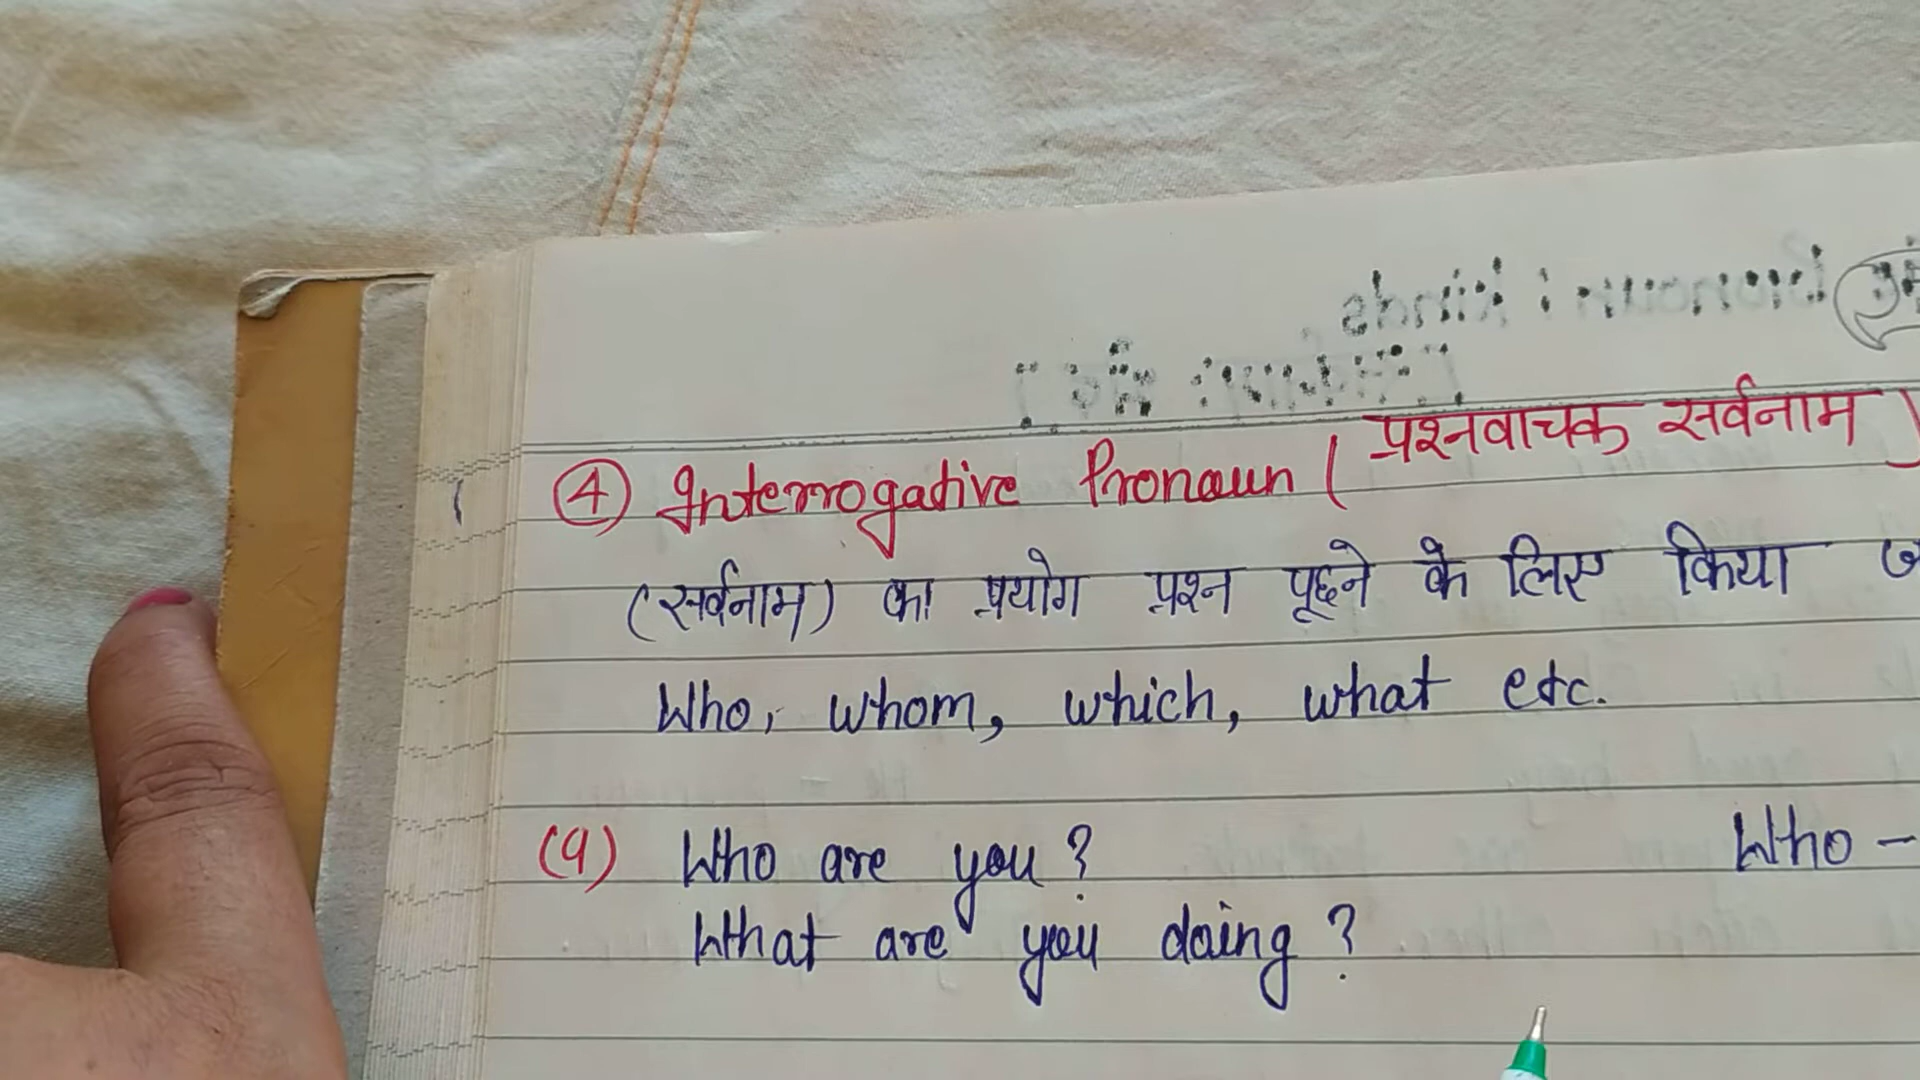 ④ Interrogative Pronoun ( प्रश्नवाचक सर्वनाम )
(सर्वनाम) का प्रयोग प्रश्न पूछने के लिए किया
Who, whom, which, what etc.
(a) Who are you? Who -
What are you doing?